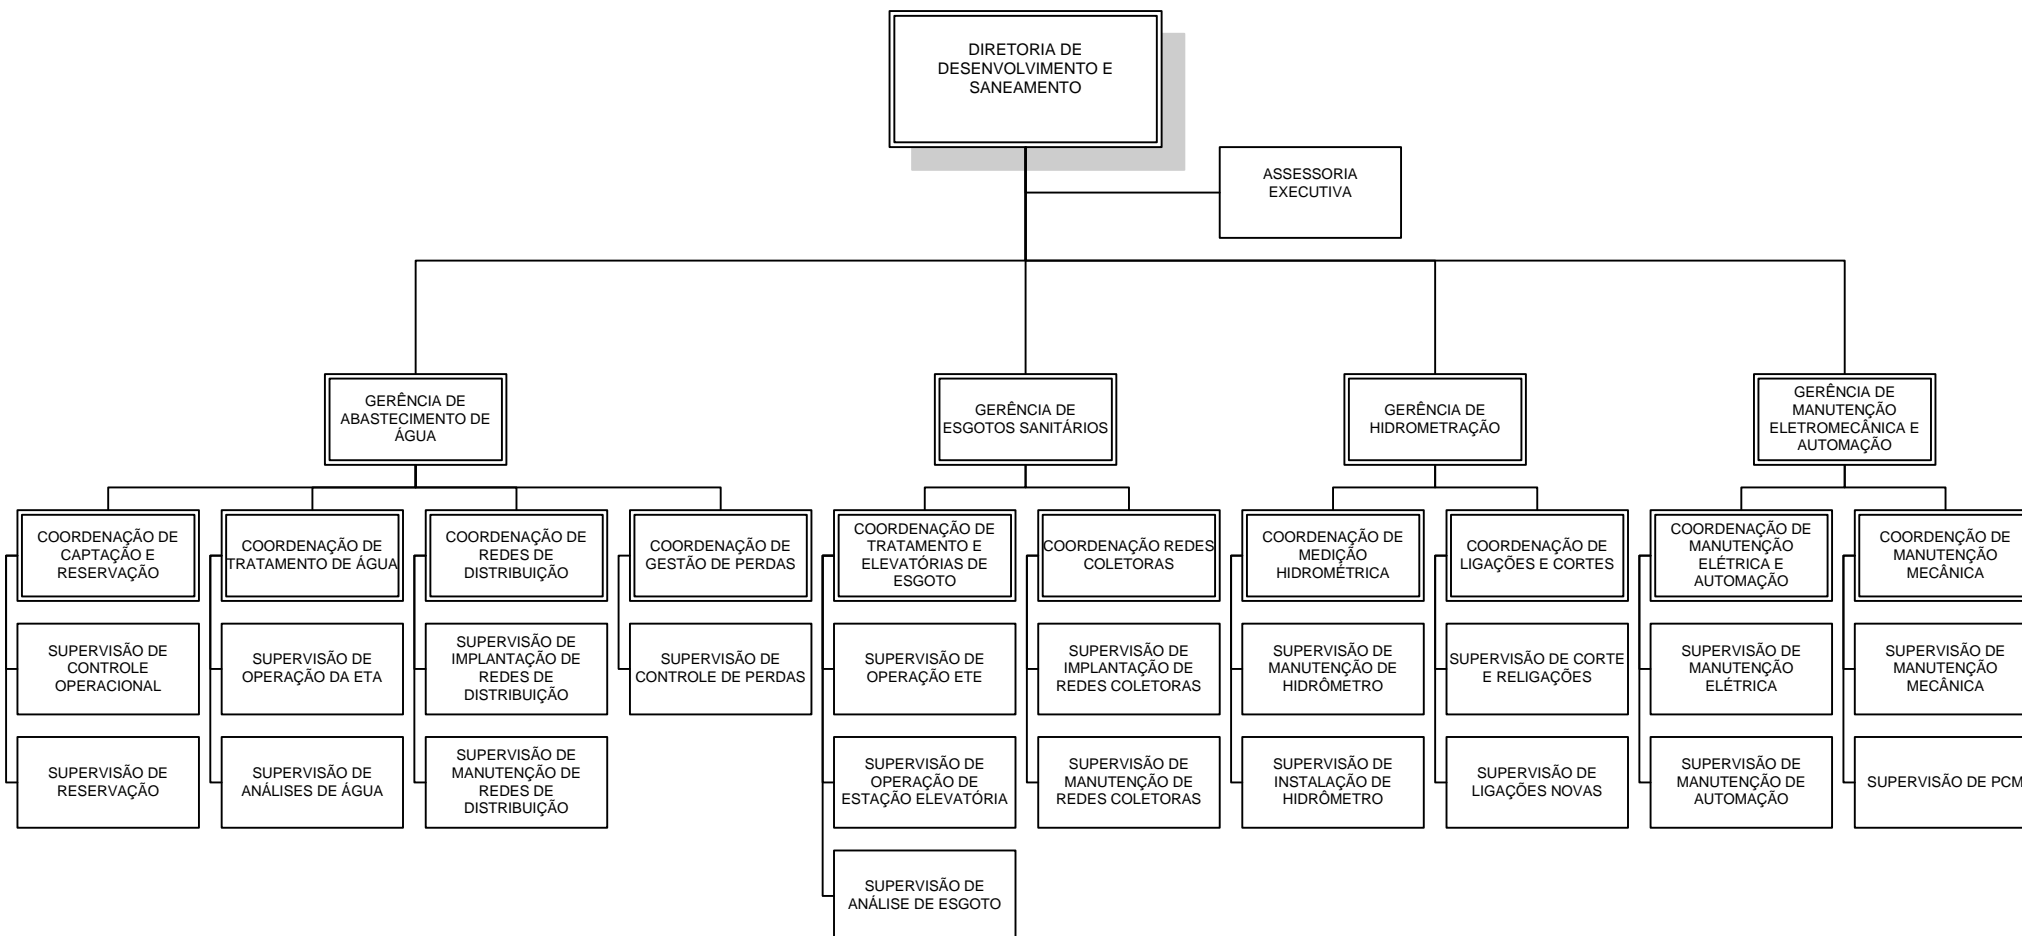 DIRETORIA DE
DESENVOLVIMENTO E
SANEAMENTO
ASSESSORIA
EXECUTIVA
GERÊNCIA DE
ABASTECIMENTO DE
ÁGUA
GERÊNCIA DE
ESGOTOS SANITÁRIOS
GERÊNCIA DE
HIDROMETRAÇÃO
GERÊNCIA DE
MANUTENÇÃO
ELETROMECÂNICA E
AUTOMAÇÃO
COORDENAÇÃO DE
CAPTAÇÃO E
RESERVAÇÃO
COORDENAÇÃO DE
TRATAMENTO DE ÁGUA
COORDENAÇÃO DE
REDES DE
DISTRIBUIÇÃO
COORDENAÇÃO DE
GESTÃO DE PERDAS
COORDENAÇÃO DE
TRATAMENTO E
ELEVATÓRIAS DE
ESGOTO
COORDENAÇÃO REDES
COLETORAS
COORDENAÇÃO DE
MEDIÇÃO
HIDROMÉTRICA
COORDENAÇÃO DE
LIGAÇÕES E CORTES
COORDENAÇÃO DE
MANUTENÇÃO
ELÉTRICA E
AUTOMAÇÃO
COORDENÇÃO DE
MANUTENÇÃO
MECÂNICA
SUPERVISÃO DE
CONTROLE
OPERACIONAL
SUPERVISÃO DE
OPERAÇÃO DA ETA
SUPERVISÃO DE
IMPLANTAÇÃO DE
REDES DE
DISTRIBUIÇÃO
SUPERVISÃO DE
CONTROLE DE PERDAS
SUPERVISÃO DE
OPERAÇÃO ETE
SUPERVISÃO DE
IMPLANTAÇÃO DE
REDES COLETORAS
SUPERVISÃO DE
MANUTENÇÃO DE
HIDRÔMETRO
SUPERVISÃO DE CORTE
E RELIGAÇÕES
SUPERVISÃO DE
MANUTENÇÃO
ELÉTRICA
SUPERVISÃO DE
MANUTENÇÃO
MECÂNICA
SUPERVISÃO DE
RESERVAÇÃO
SUPERVISÃO DE
ANÁLISES DE ÁGUA
SUPERVISÃO DE
MANUTENÇÃO DE
REDES DE
DISTRIBUIÇÃO
SUPERVISÃO DE
OPERAÇÃO DE
ESTAÇÃO ELEVATÓRIA
SUPERVISÃO DE
MANUTENÇÃO DE
REDES COLETORAS
SUPERVISÃO DE
INSTALAÇÃO DE
HIDRÔMETRO
SUPERVISÃO DE
LIGAÇÕES NOVAS
SUPERVISÃO DE
MANUTENÇÃO DE
AUTOMAÇÃO
SUPERVISÃO DE PCM
SUPERVISÃO DE
ANÁLISE DE ESGOTO